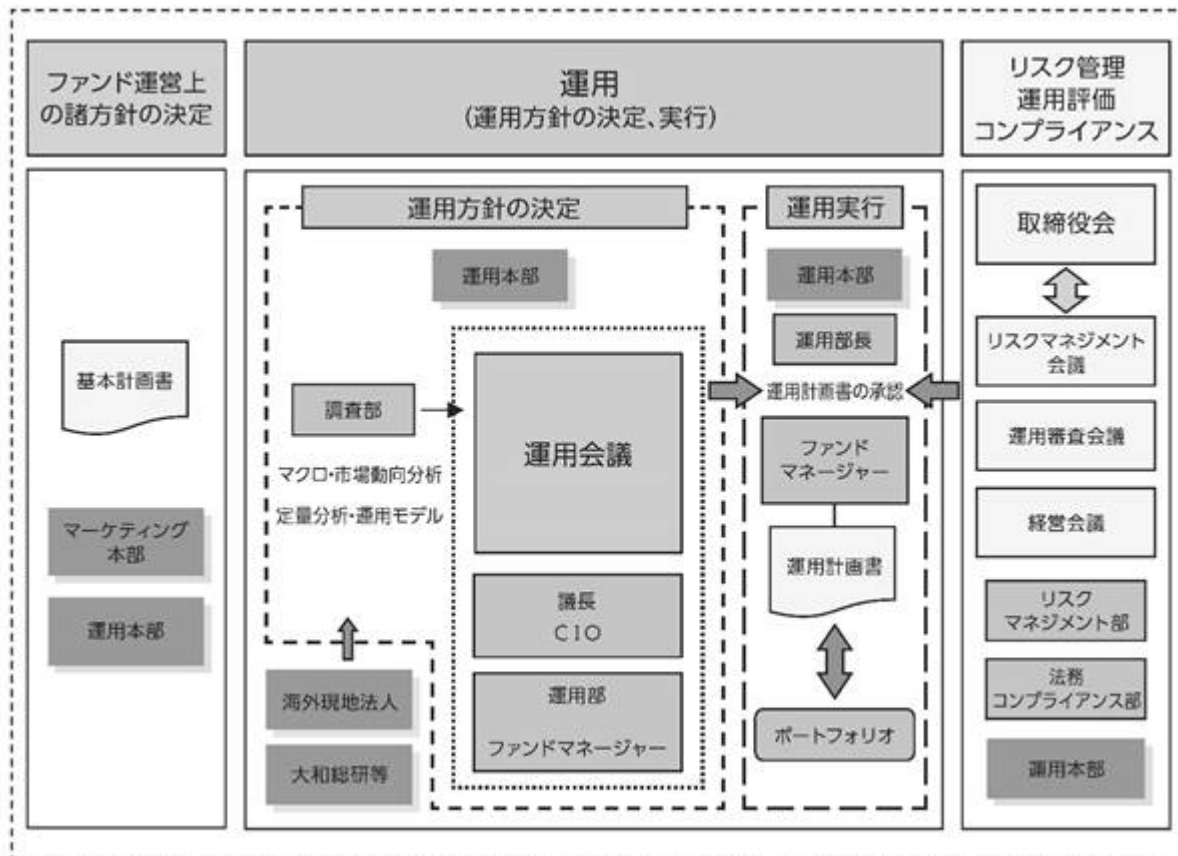 ファンド運営上
の諸方針の決定
運用
(運用方針の決定、実行)
リスク管理
運用評価
コンプライアンス
基本計画書
マーケティング
本部
運用本部
運用方針の決定
運用本部
調査部
マクロ・市場動向分析
定量分析・運用モデル
運用会議
議長
CIO
運用部
ファンドマネージャー
海外現地法人
大和総研等
運用実行
運用本部
運用部長
運用計画書の承認
ファンド
マネージャー
運用計画書
ポートフォリオ
取締役会
リスクマネジメント
会議
運用審査会議
経営会議
リスク
マネジメント部
法務
コンプライアンス部
運用本部